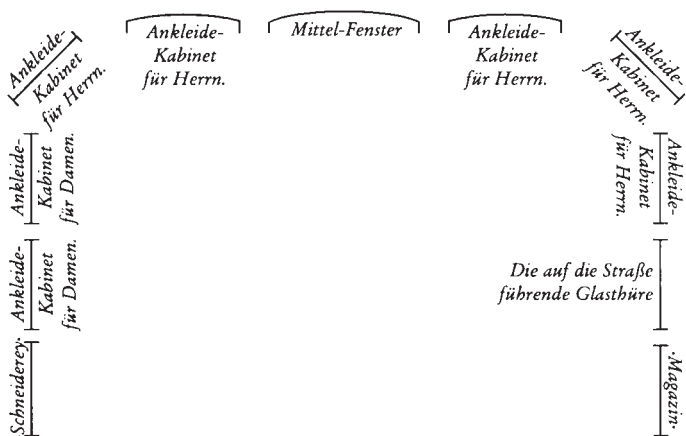 Ankleide-
Kabinet
für Herrn.
Ankleide-
Kabinet
für Herrn.
Mittel-Fenster
Ankleide-
Kabinet
für Herrn.
Ankleide-
Kabinet
für Herrn.
Ankleide-
Kabinet
für Damen.
Ankleide-
Kabinet
für Herrn.
Ankleide-
Kabinet
für Damen.
Die auf die Straße
führende Glasthüre
·Schneiderey·
·Magazin·